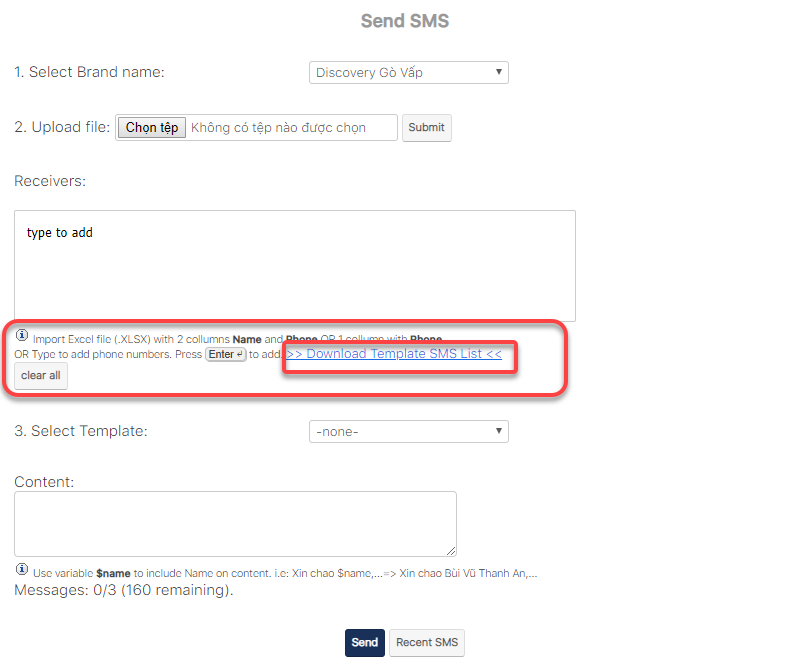 Send SMS
1. Select Brand name:
Discovery Gò Vấp
2. Upload file: Chọn tệp Không có tệp nào được chọn Submit
Receivers:
type to add
Import Excel file (.XLSX) with 2 collumns Name and Phone OR 1 collumn with Phone
OR Type to add phone numbers. Press Enter ↵ to add. >> Download Template SMS List <<
clear all
3. Select Template:
-none-
Content:
Use variable $name to include Name on content. i.e: Xin chao $name,...=> Xin chao Bùi Vũ Thanh An,...
Messages: 0/3 (160 remaining).
Send Recent SMS